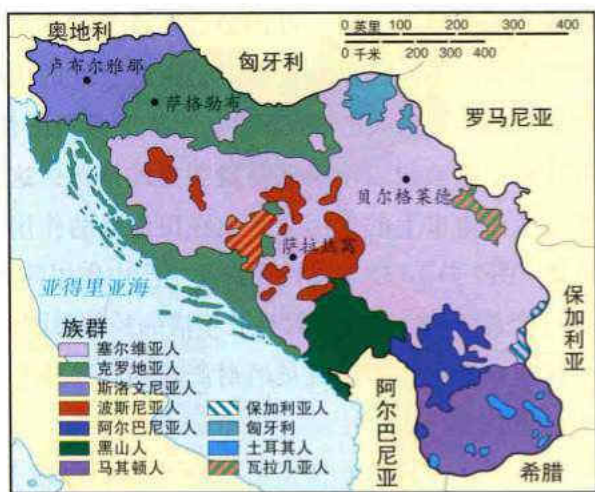 奥地利
0 英里 100 200 300 400
0 千米 200 300 400
卢布尔雅那
匈牙利
萨格勒布
罗马尼亚
贝尔格莱德
萨拉热窝
亚得里亚海
保加利亚
族群
塞尔维亚人
克罗地亚人
斯洛文尼亚人
波斯尼亚人
保加利亚人
阿尔巴尼亚人
匈牙利
黑山人
土耳其人
马其顿人
瓦拉几亚人
阿尔巴尼亚
希腊